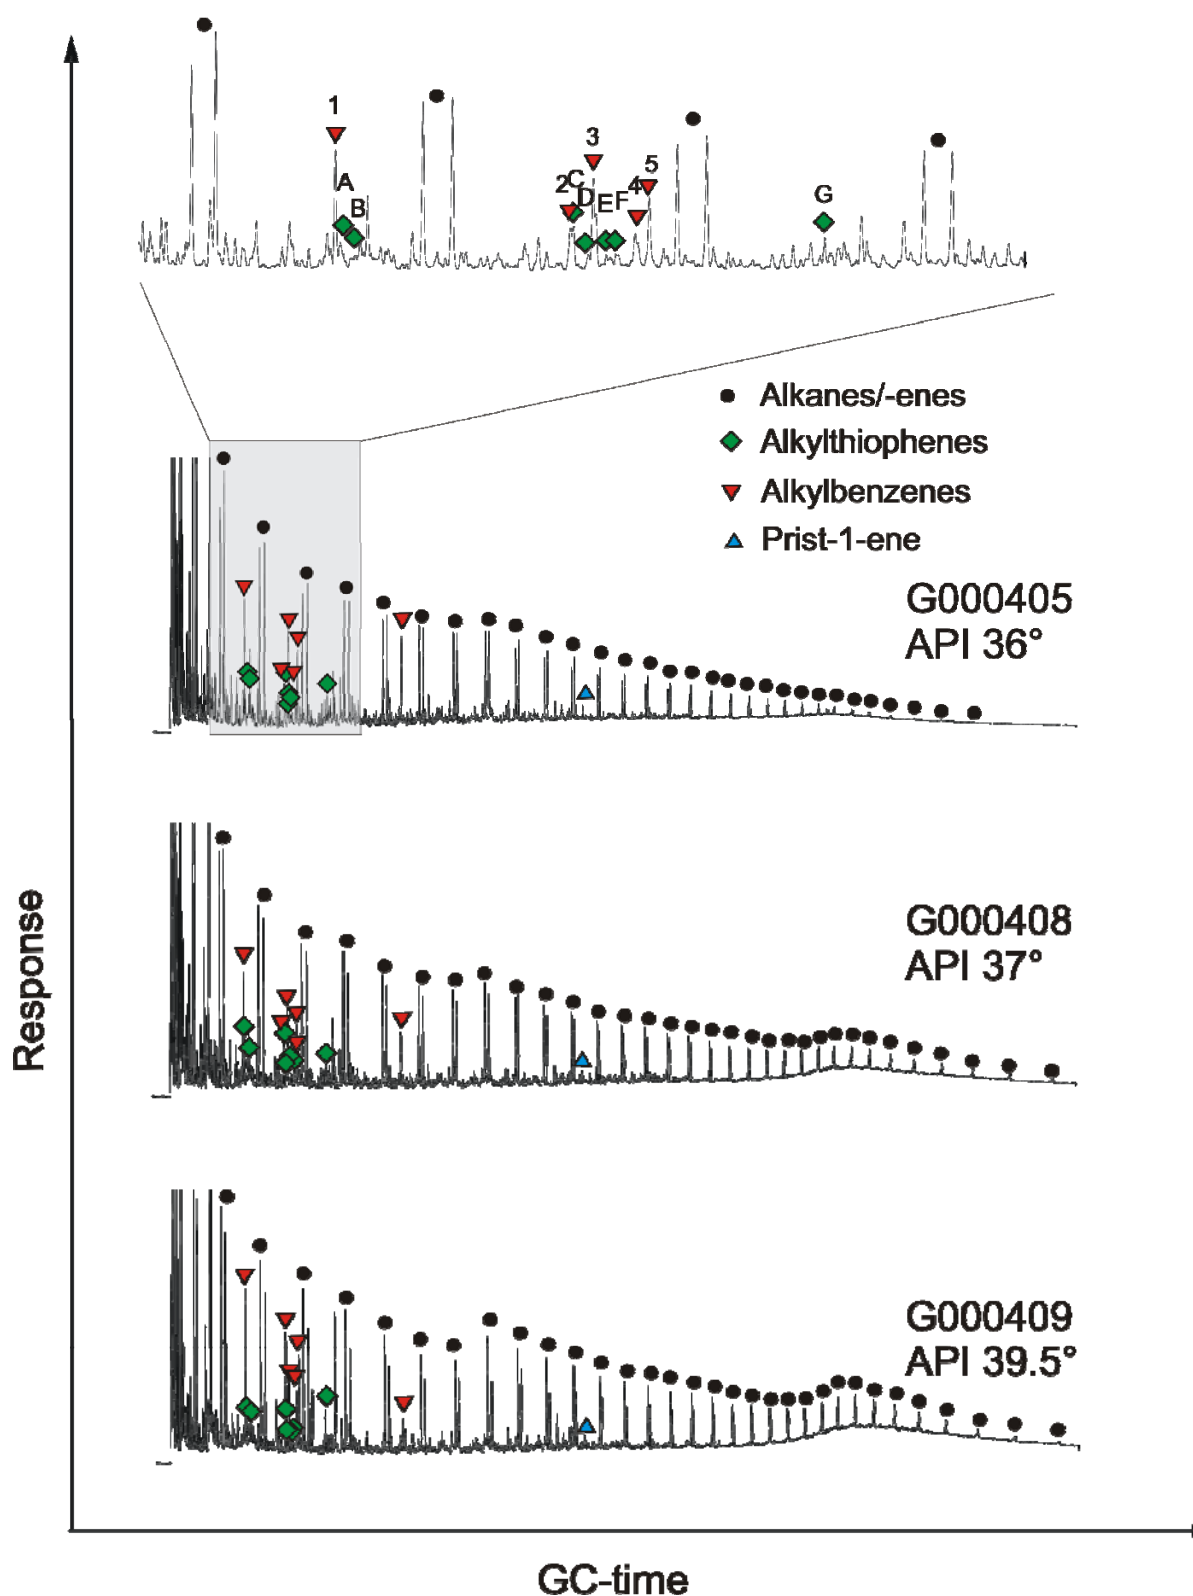 1
A
B
3
2
C
D
E
F
4
5
G
Alkanes/-enes
Alkylthiophenes
Alkylbenzenes
Prist-1-ene
G000405
API 36°
G000408
API 37°
G000409
API 39.5°
Response
GC-time